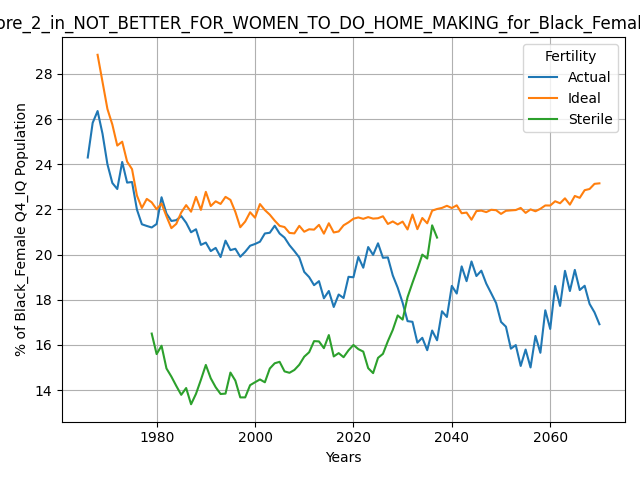 ore_2_in_NOT_BETTER_FOR_WOMEN_TO_DO_HOME_MAKING_for_Black_Femal
% of Black_Female Q4_IQ Population
28
26
24
22
20
18
16
14
Fertility
Actual
Ideal
Sterile
1980
2000
2020
2040
2060
Years